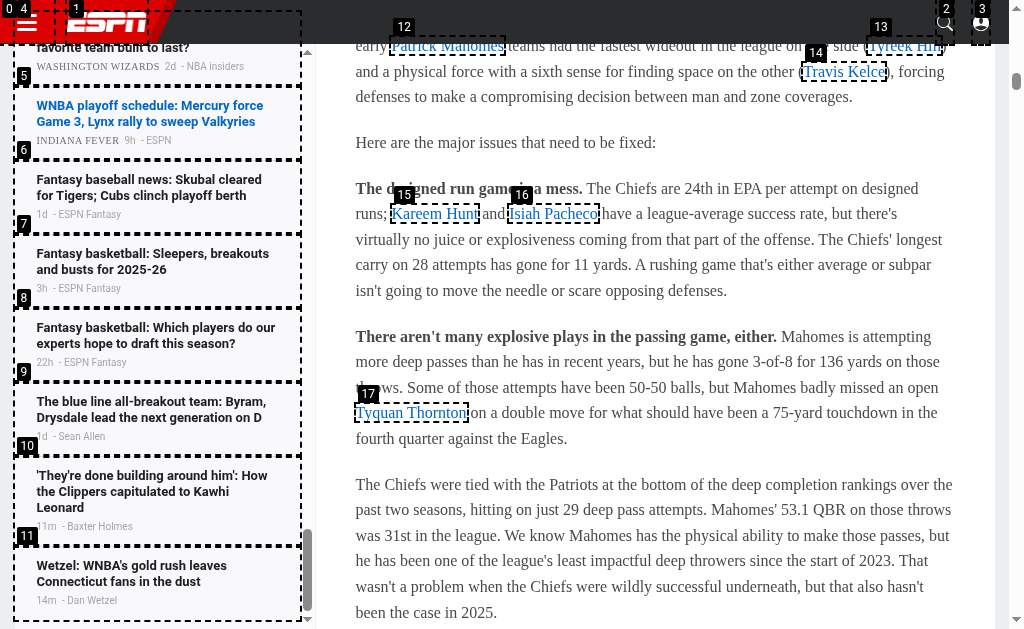 ESPN
favorite team built to last?
WASHINGTON WIZARDS 2d - NBA insiders
WNBA playoff schedule: Mercury force
Game 3, Lynx rally to sweep Valkyries
INDIANA FEVER 9h - ESPN
Fantasy baseball news: Skubal cleared
for Tigers; Cubs clinch playoff berth
1d - ESPN Fantasy
Fantasy basketball: Sleepers, breakouts
and busts for 2025-26
3h - ESPN Fantasy
Fantasy basketball: Which players do our
experts hope to draft this season?
22h - ESPN Fantasy
The blue line all-breakout team: Byram,
Drysdale lead the next generation on D
1d - Sean Allen
'They're done building around him': How
the Clippers capitulated to Kawhi
Leonard
11m - Baxter Holmes
Wetzel: WNBA's gold rush leaves
Connecticut fans in the dust
14m - Dan Wetzel
0 4
1
2
3
5
6
7
8
9
10
11
12
13
14
15
16
17
early Patrick Mahomes teams had the fastest wideout in the league on side (Tyreek Hill)
and a physical force with a sixth sense for finding space on the other (Travis Kelce), forcing
defenses to make a compromising decision between man and zone coverages.
Here are the major issues that need to be fixed:
The designed run game is a mess. The Chiefs are 24th in EPA per attempt on designed
runs; Kareem Hunt and Isiah Pacheco have a league-average success rate, but there's
virtually no juice or explosiveness coming from that part of the offense. The Chiefs' longest
carry on 28 attempts has gone for 11 yards. A rushing game that's either average or subpar
isn't going to move the needle or scare opposing defenses.
There aren't many explosive plays in the passing game, either. Mahomes is attempting
more deep passes than he has in recent years, but he has gone 3-of-8 for 136 yards on those
throws. Some of those attempts have been 50-50 balls, but Mahomes badly missed an open
Tyquan Thornton on a double move for what should have been a 75-yard touchdown in the
fourth quarter against the Eagles.
The Chiefs were tied with the Patriots at the bottom of the deep completion rankings over the
past two seasons, hitting on just 29 deep pass attempts. Mahomes' 53.1 QBR on those throws
was 31st in the league. We know Mahomes has the physical ability to make those passes, but
he has been one of the league's least impactful deep throwers since the start of 2023. That
wasn't a problem when the Chiefs were wildly successful underneath, but that also hasn't
been the case in 2025.